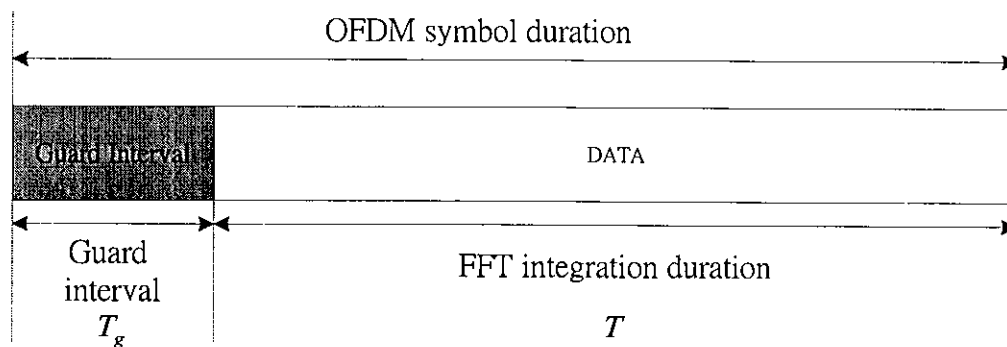 OFDM symbol duration
Guard Interval
DATA
Guard
interval
T_g
FFT integration duration
T